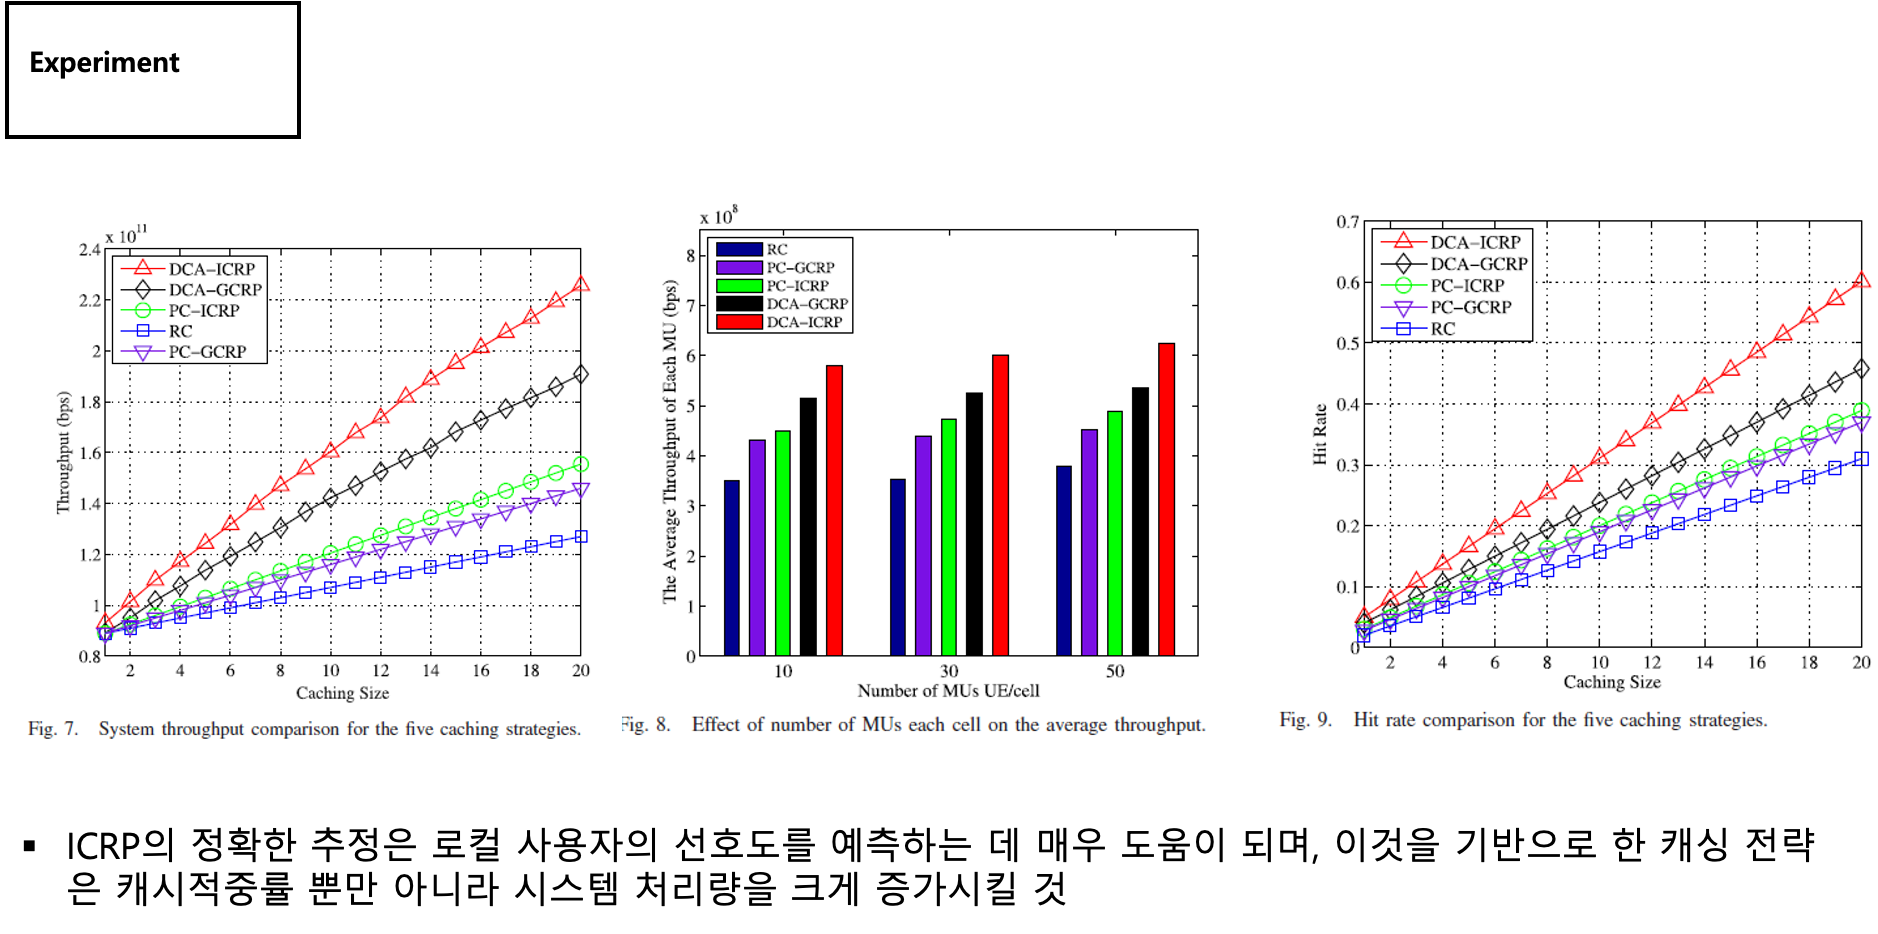 Experiment
x 10¹¹
2.4
2.2
2
1.8
1.6
1.4
1.2
1
0.8
Throughput (bps)
DCA−ICRP
DCA−GCRP
PC−ICRP
RC
PC−GCRP
2 4 6 8 10 12 14 16 18 20
Caching Size
Fig. 7. System throughput comparison for the five caching strategies.
x 10⁸
8
7
6
5
4
3
2
1
0
The Average Throughput of Each MU (bps)
RC
PC−GCRP
PC−ICRP
DCA−GCRP
DCA−ICRP
10 30 50
Number of MUs UE/cell
Fig. 8. Effect of number of MUs each cell on the average throughput.
0.7
0.6
0.5
0.4
0.3
0.2
0.1
0
Hit Rate
DCA−ICRP
DCA−GCRP
PC−ICRP
PC−GCRP
RC
2 4 6 8 10 12 14 16 18 20
Caching Size
Fig. 9. Hit rate comparison for the five caching strategies.
▪ ICRP의 정확한 추정은 로컬 사용자의 선호도를 예측하는 데 매우 도움이 되며, 이것을 기반으로 한 캐싱 전략
은 캐시적중률 뿐만 아니라 시스템 처리량을 크게 증가시킬 것